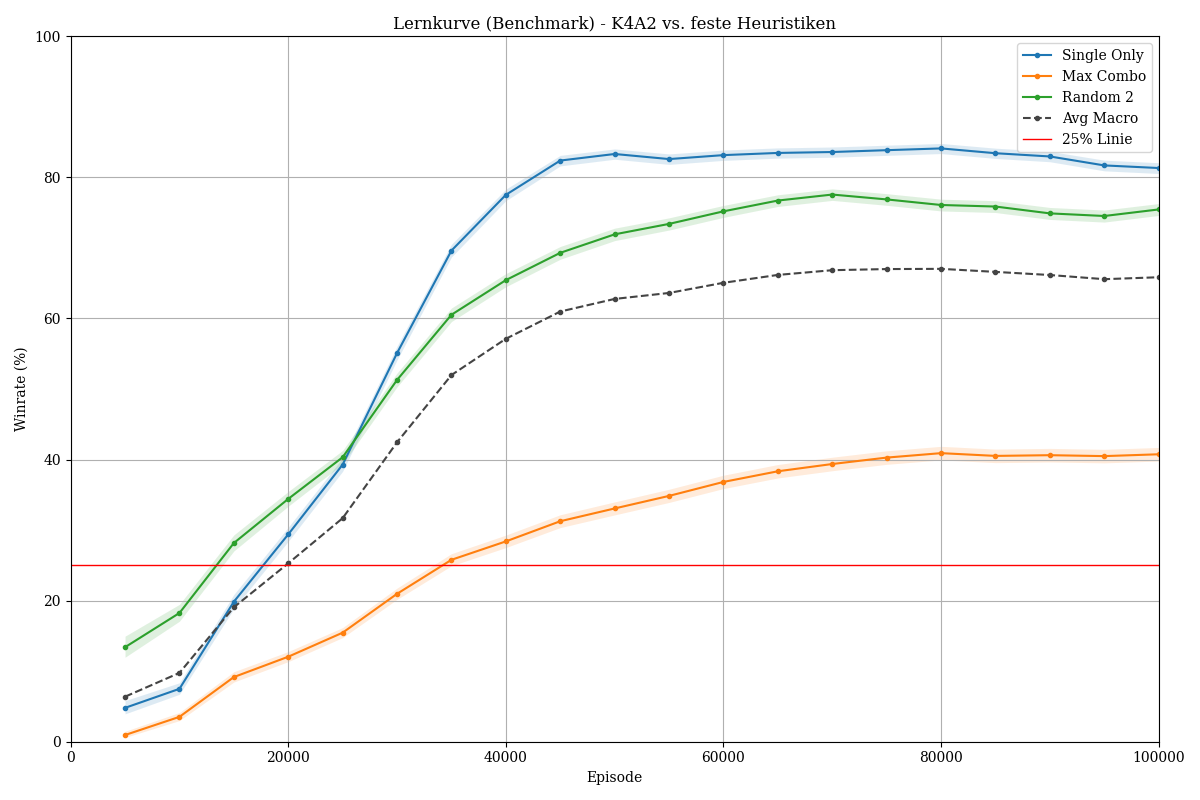 Lernkurve (Benchmark) - K4A2 vs. feste Heuristiken
100
80
60
40
20
0
Winrate (%)
0
20000
40000
60000
80000
100000
Episode
Single Only
Max Combo
Random 2
Avg Macro
25% Linie